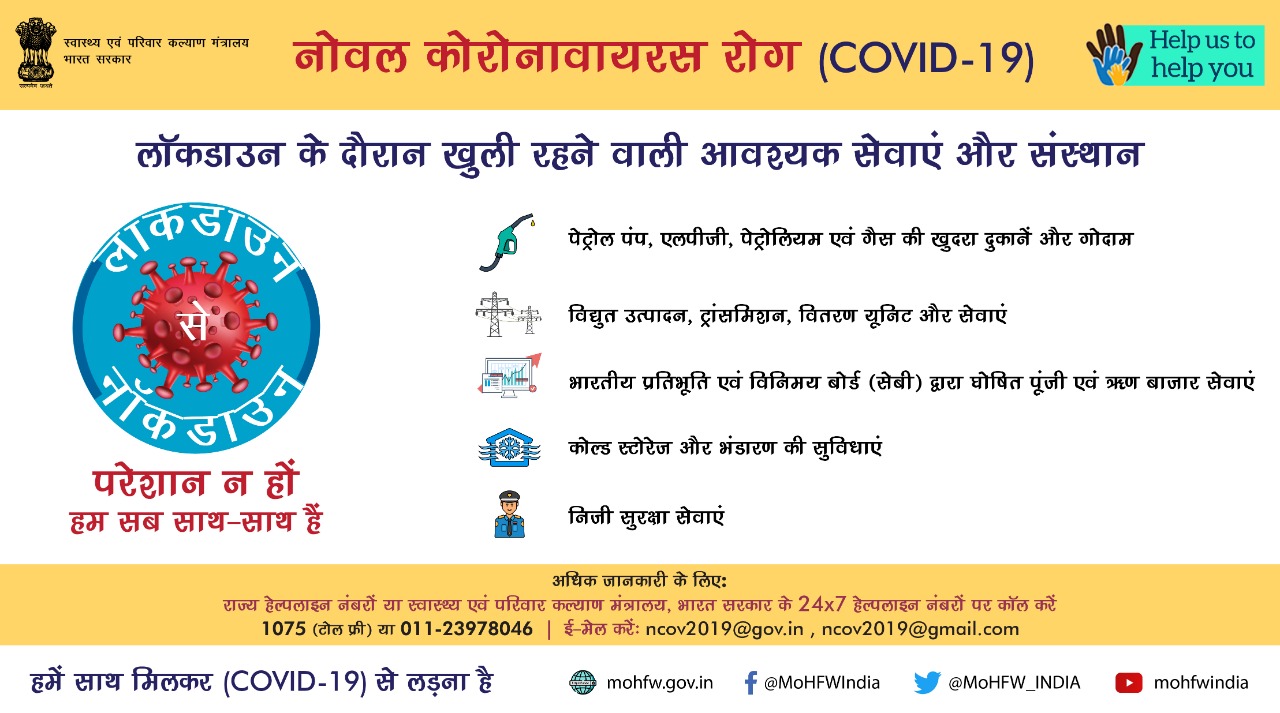 स्वास्थ्य एवं परिवार कल्याण मंत्रालय
भारत सरकार
सत्यमेव जयते
नोवल कोरोनावायरस रोग (COVID-19)
Help us to
help you
लॉकडाउन के दौरान खुली रहने वाली आवश्यक सेवाएं और संस्थान
लाकडाउन
से
नॉकडाउन
परेशान न हों
हम सब साथ-साथ हैं
पेट्रोल पंप, एलपीजी, पेट्रोलियम एवं गैस की खुदरा दुकानें और गोदाम
विद्युत उत्पादन, ट्रांसमिशन, वितरण यूनिट और सेवाएं
भारतीय प्रतिभूति एवं विनिमय बोर्ड (सेबी) द्वारा घोषित पूंजी एवं ऋण बाजार सेवाएं
कोल्ड स्टोरेज और भंडारण की सुविधाएं
निजी सुरक्षा सेवाएं
अधिक जानकारी के लिए:
राज्य हेल्पलाइन नंबरों या स्वास्थ्य एवं परिवार कल्याण मंत्रालय, भारत सरकार के 24x7 हेल्पलाइन नंबरों पर कॉल करें
1075 (टोल फ्री) या 011-23978046 | ई-मेल करें: ncov2019@gov.in , ncov2019@gmail.com
हमें साथ मिलकर (COVID-19) से लड़ना है
mohfw.gov.in
@MoHFWIndia
@MoHFW_INDIA
mohfwindia